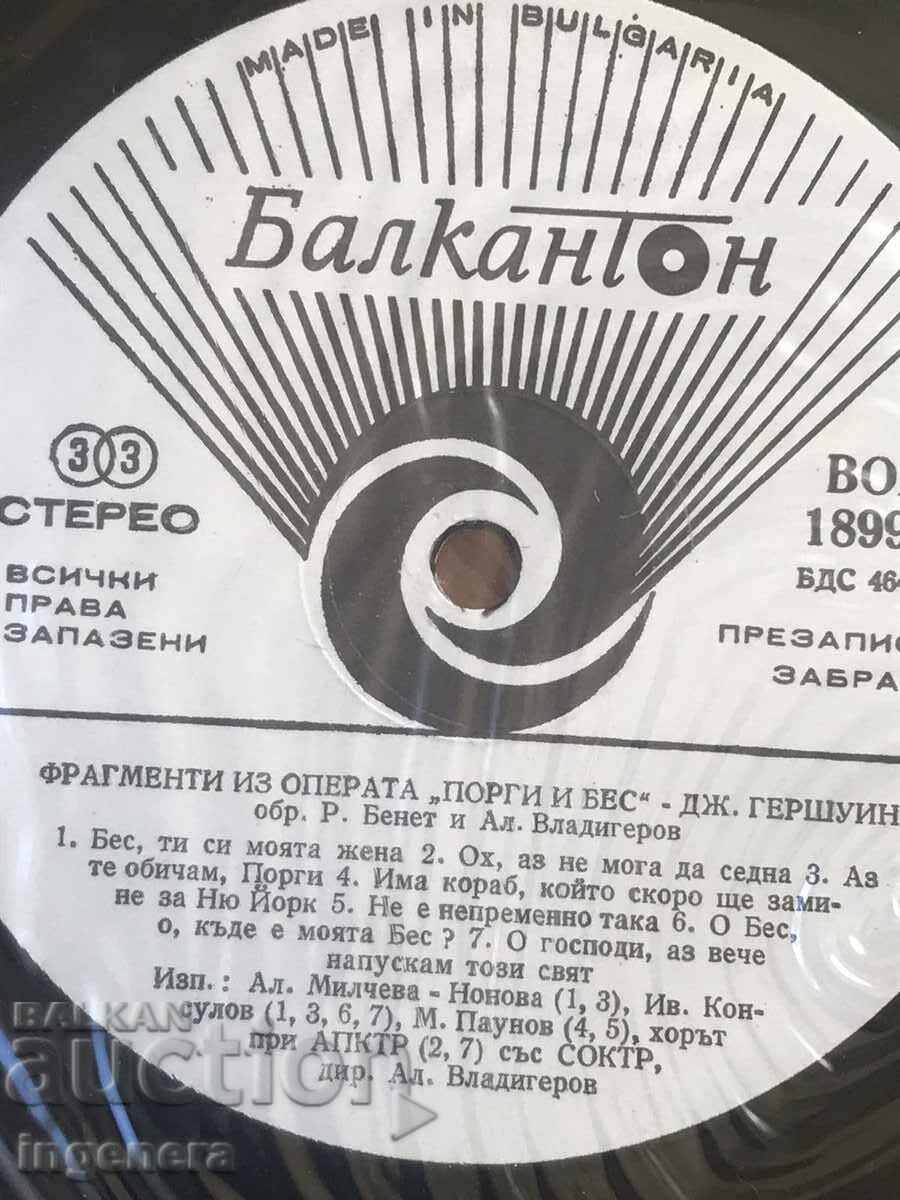 MADE IN BULGARIA
Балкантон
33
СТЕРЕО
ВСИЧКИ
ПРАВА
ЗАПАЗЕНИ
1899
БДС
ФРАГМЕНТИ ИЗ ОПЕРАТА „ПОРГИ И БЕС“ - ДЖ. ГЕРШУИН
обр. Р. Бенет и Ал. Владигеров
1. Бес, ти си моята жена 2. Ох, аз не мога да седна 3. Аз
те обичам, Порги 4. Има кораб, който скоро ще зами-
не за Ню Йорк 5. Не е непременно така 6. О Бес,
о, къде е моята Бес? 7. О господи, аз вече
напускам този свят
Изп.: Ал. Милчева - Нонова (1, 3), Ив. Кон-
сулов (1, 3, 6, 7), М. Паунов (4, 5), хорът
при АПКТР (2, 7) със СОКТР,
дир. Ал. Владигеров
BALKAN
auction
ingenera